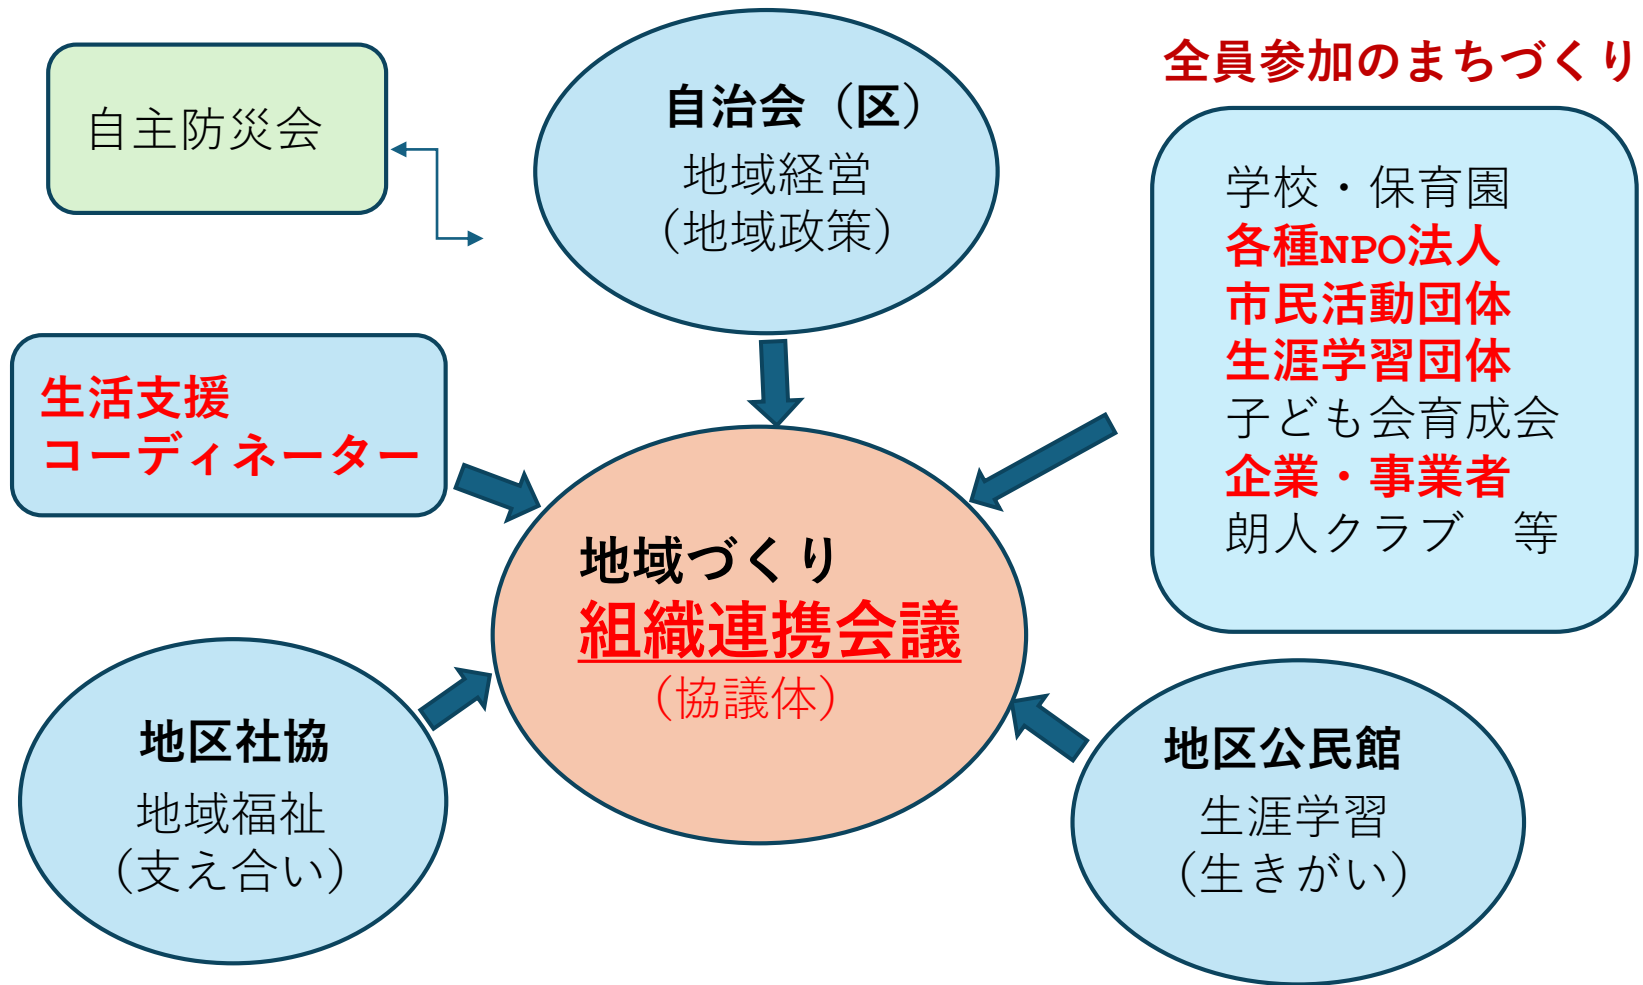 自主防災会
自治会（区）
地域経営
（地域政策）
全員参加のまちづくり
学校・保育園
各種NPO法人
市民活動団体
生涯学習団体
子ども会育成会
企業・事業者
朗人クラブ　等
生活支援
コーディネーター
地域づくり
組織連携会議
（協議体）
地区社協
地域福祉
（支え合い）
地区公民館
生涯学習
（生きがい）